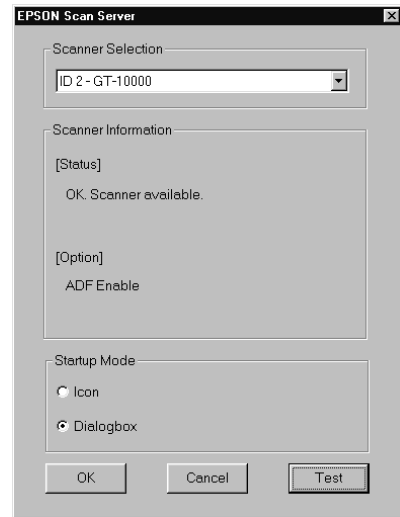 EPSON Scan Server
Scanner Selection
ID 2 - GT-10000
Scanner Information
[Status]
OK. Scanner available.
[Option]
ADF Enable
Startup Mode
Icon
Dialogbox
OK Cancel Test